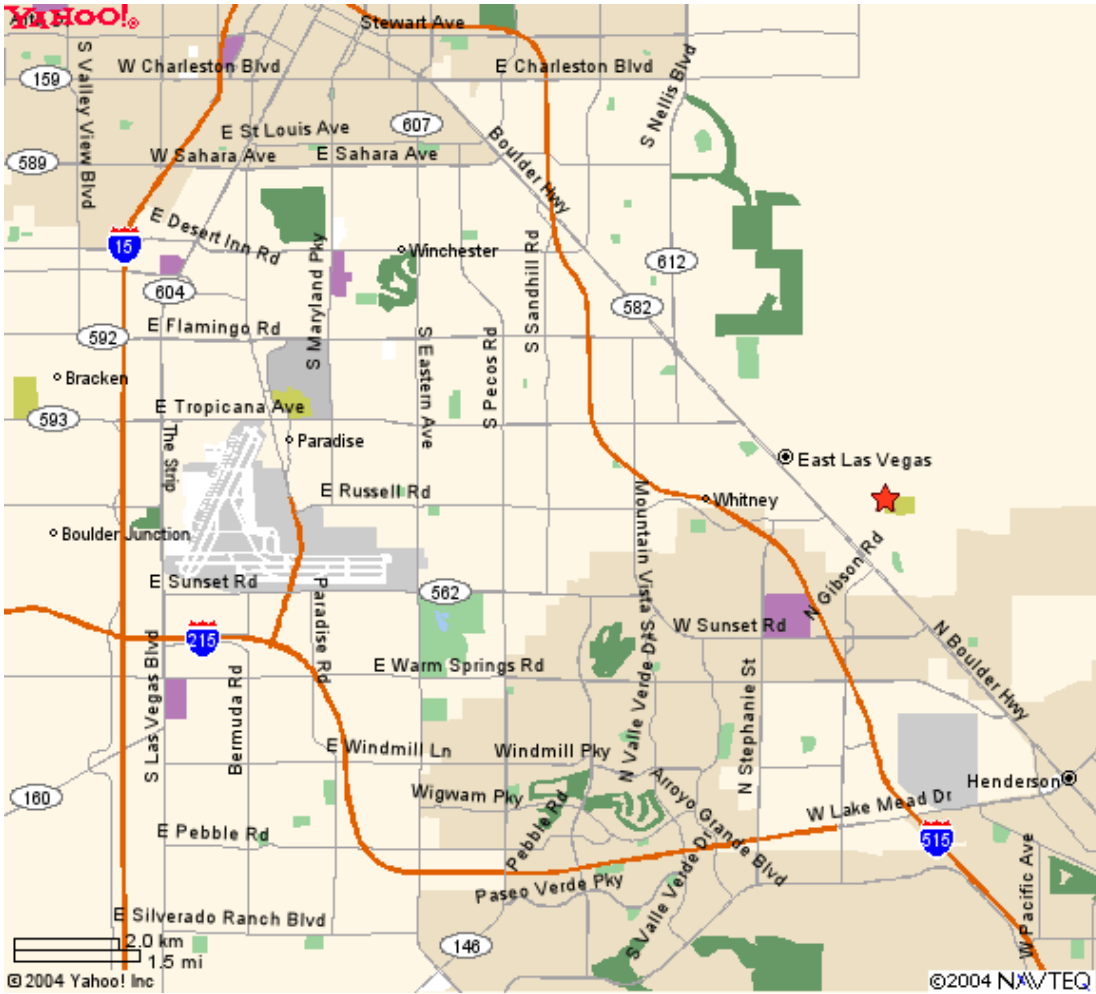 YAHOO!®
Stewart Ave
W Charleston Blvd
E Charleston Blvd
159
S Valley View Blvd
S Nellis Blvd
E St Louis Ave
607
Boulder Hwy
W Sahara Ave
E Sahara Ave
589
E Desert Inn Rd
15
S Maryland Pky
Winchester
S Sandhill Rd
612
604
582
592
E Flamingo Rd
S Eastern Ave
S Pecos Rd
Bracken
593
E Tropicana Ave
The Strip
Paradise
East Las Vegas
E Russell Rd
Mountain Vista St
Whitney
Boulder Junction
N Gibson Rd
E Sunset Rd
Paradise Rd
562
W Sunset Rd
N Boulder Hwy
215
E Warm Springs Rd
S Las Vegas Blvd
Bermuda Rd
N Valle Verde Dr
N Stephanie St
E Windmill Ln
Windmill Pky
Arroyo Grande Blvd
Henderson
160
Wigwam Pky
W Lake Mead Dr
E Pebble Rd
Pebble Rd
515
Paseo Verde Pky
S Valle Verde Dr
W Pacific Ave
E Silverado Ranch Blvd
146
2.0 km
1.5 mi
©2004 Yahoo! Inc
©2004 NAVTEQ